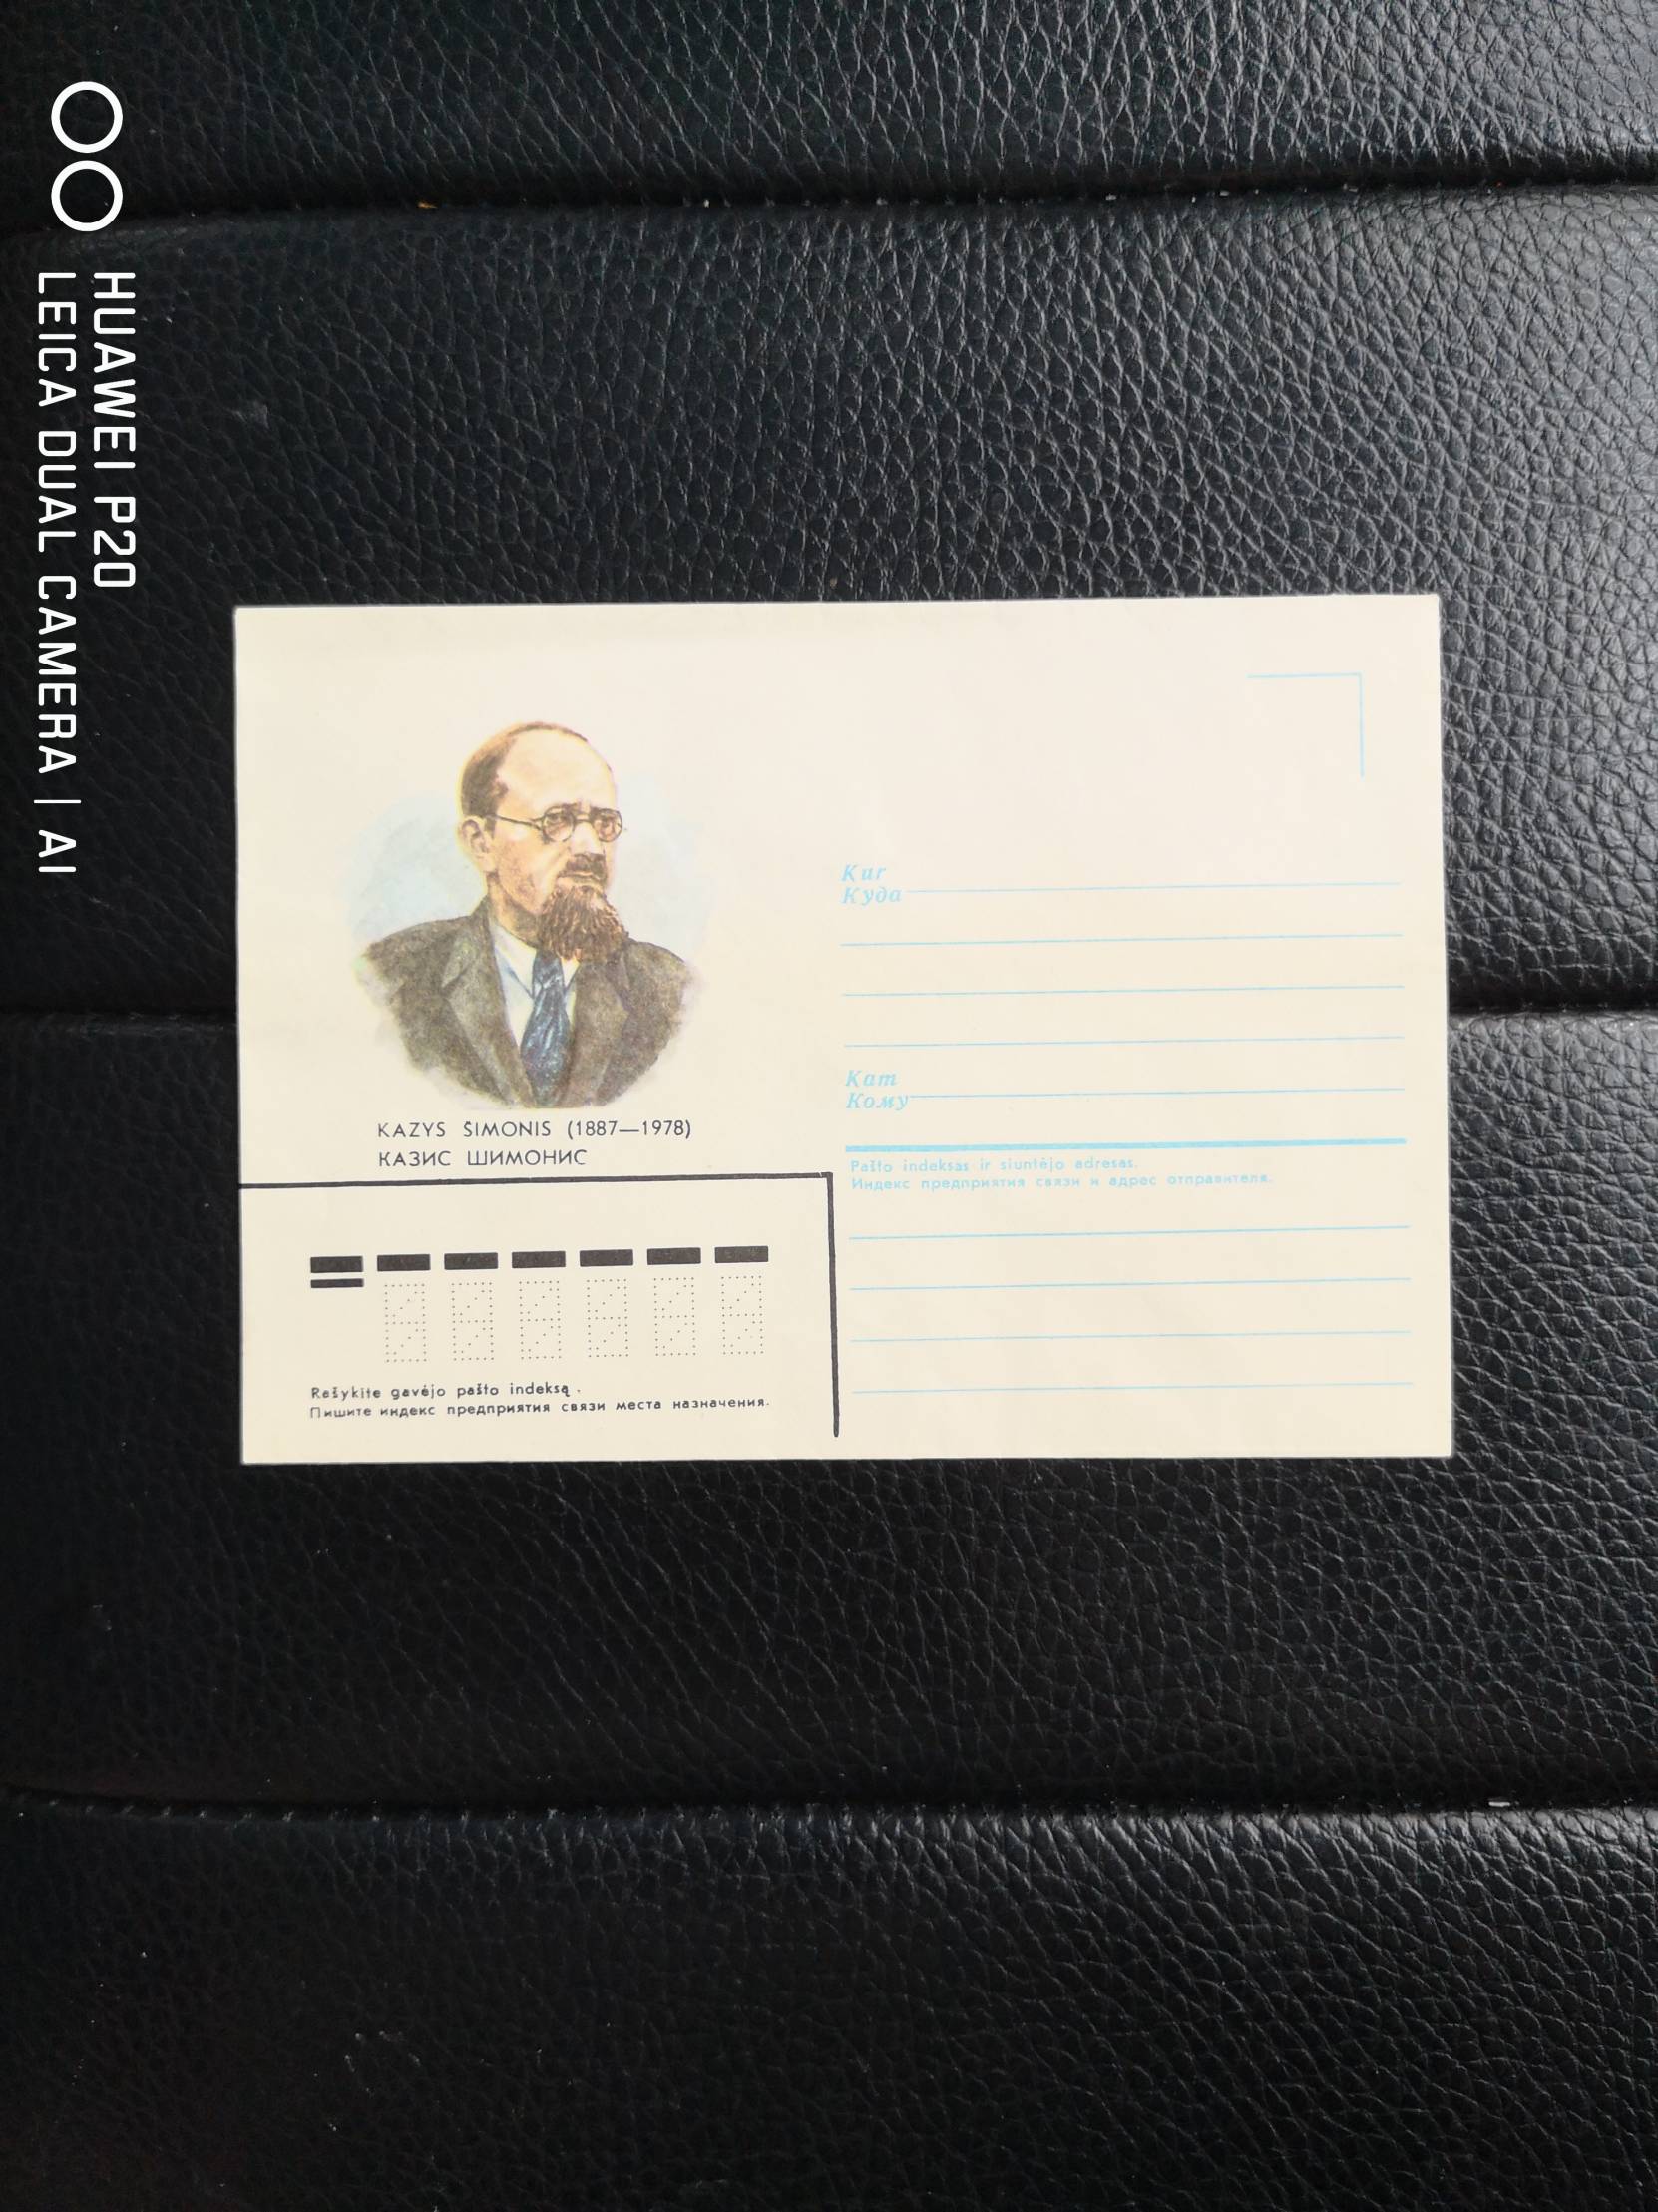 HUAWEI P20
LEICA DUAL CAMERA | AI
KAZYS ŠIMONIS (1887—1978)
КАЗИС ШИМОНИС
Kur
Куда
Kam
Кому
Pašto indeksas ir siuntėjo adresas.
Индекс предприятия связи и адрес отправителя.
Rašykite gavėjo pašto indeksą.
Пишите индекс предприятия связи места назначения.